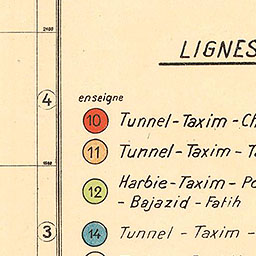 LIGNES
enseigne
4
10 Tunnel - Taxim - Ch
11 Tunnel - Taxim - Ta
12 Harbie - Taxim - Po
- Bajazid - Fatih
3
14 Tunnel - Taxim -